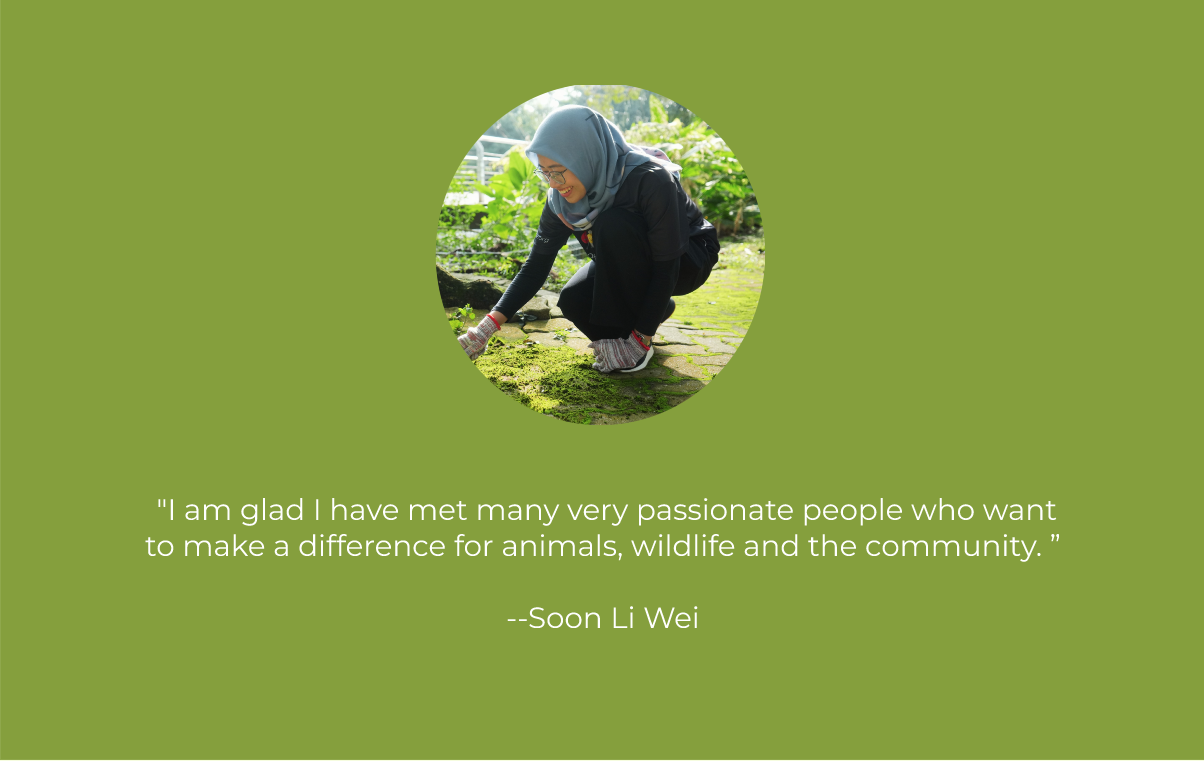 "I am glad I have met many very passionate people who want
to make a difference for animals, wildlife and the community. ”
--Soon Li Wei